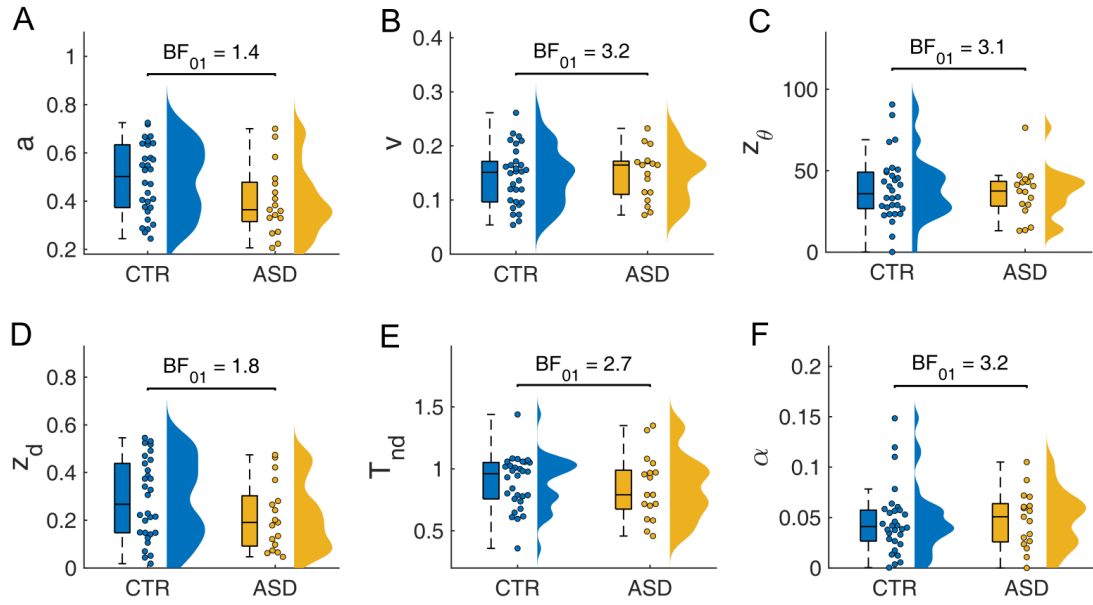 A
BF01 = 1.4
1
0.8
0.6
0.4
0.2
a
CTR
ASD
B
BF01 = 3.2
0.4
0.3
0.2
0.1
0
v
CTR
ASD
C
BF01 = 3.1
100
50
0
zθ
CTR
ASD
D
BF01 = 1.8
0.8
0.6
0.4
0.2
0
zd
CTR
ASD
E
BF01 = 2.7
1.5
1
0.5
Tnd
CTR
ASD
F
BF01 = 3.2
0.2
0.15
0.1
0.05
0
α
CTR
ASD